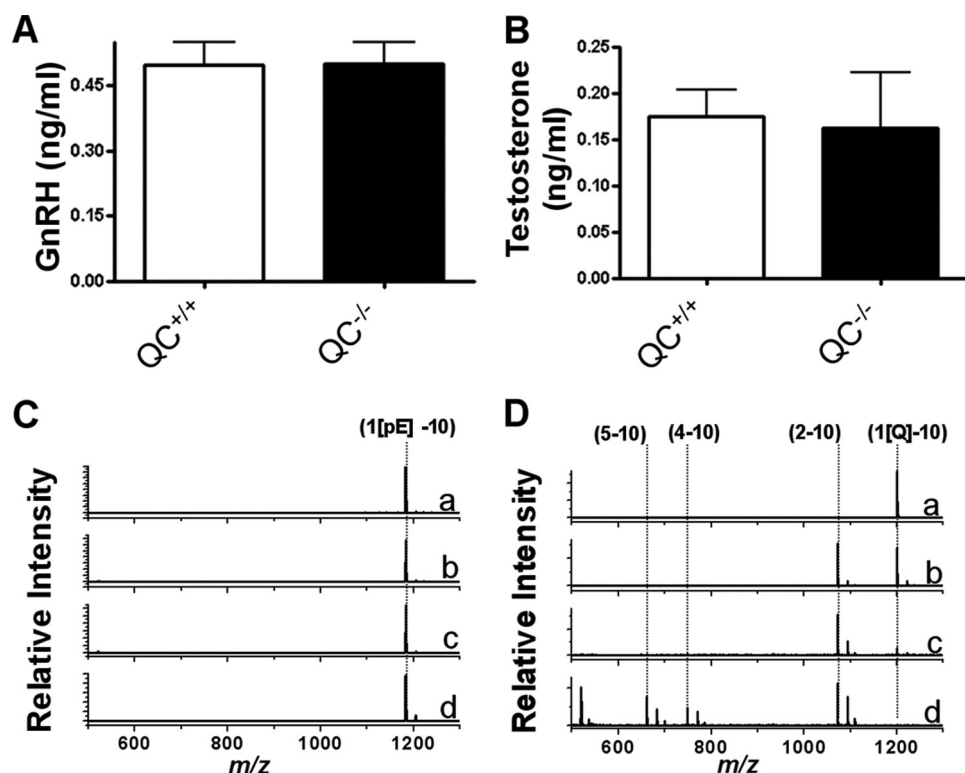 A
GnRH (ng/ml)
0.45
0.30
0.15
0.00
QC+/+
QC-/-
B
Testosterone
(ng/ml)
0.25
0.20
0.15
0.10
0.05
0.00
QC+/+
QC-/-
C
(1[pE] -10)
Relative Intensity
a
b
c
d
600 800 1000 1200
m/z
D
(5-10) (4-10) (2-10) (1[Q]-10)
Relative Intensity
a
b
c
d
600 800 1000 1200
m/z